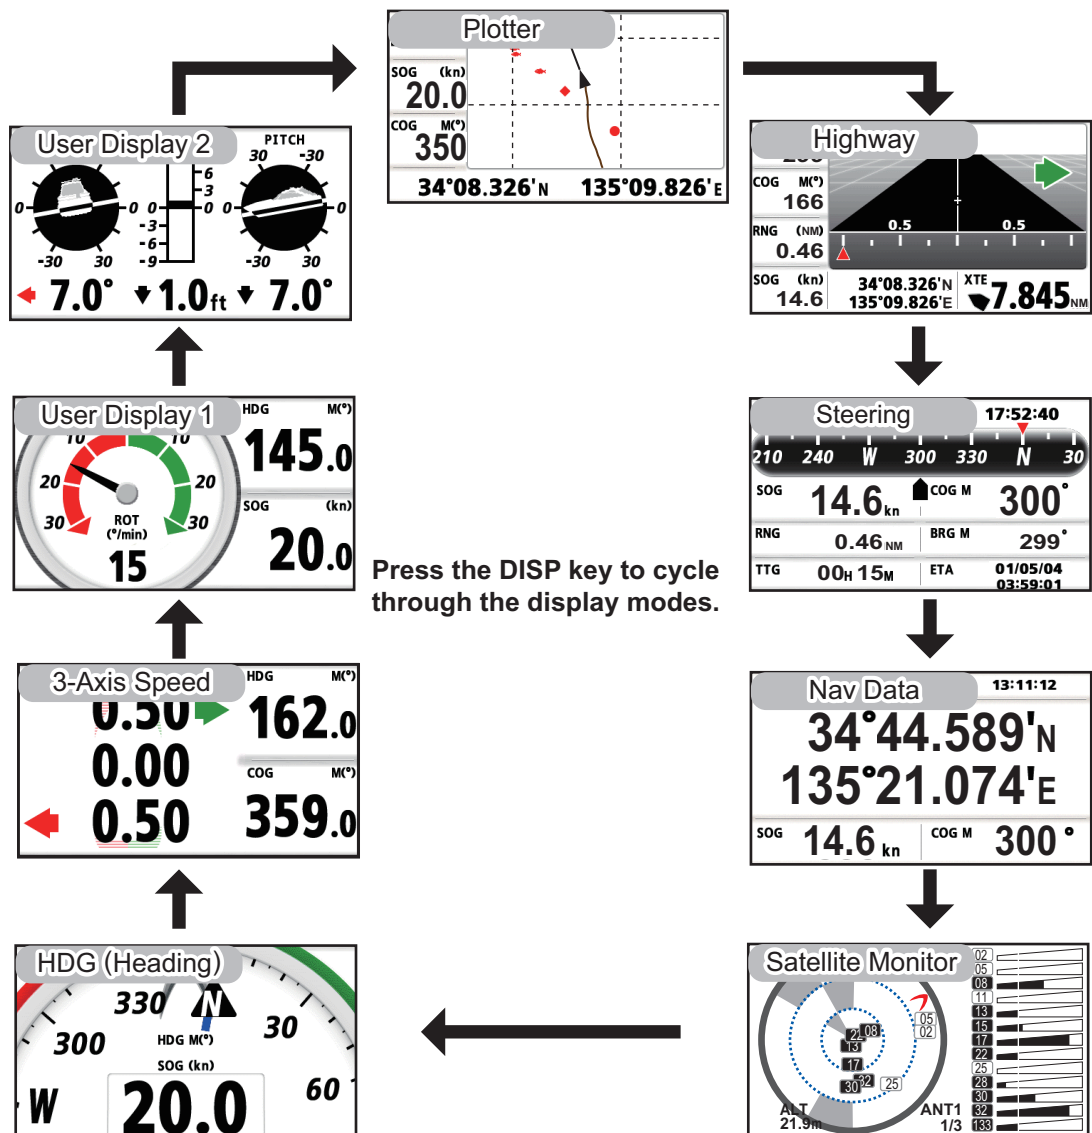 Plotter
SOG (kn)
20.0
COG M(°)
350
34°08.326'N 135°09.826'E
Highway
COG M(°)
166
RNG (NM)
0.46
SOG (kn)
14.6
0.5 0.5
34°08.326'N
135°09.826'E
XTE
7.845NM
Steering
17:52:40
210 240 W 300 330 N 30
SOG 14.6kn COG M 300°
RNG 0.46NM BRG M 299°
TTG 00H 15M ETA 01/05/04
03:59:01
Nav Data
13:11:12
34°44.589'N
135°21.074'E
SOG 14.6 kn COG M 300°
Satellite Monitor
02
05
08
11
13
15
17
22
25
28
30
32
133
05
02
22 08
13
17
30 32 25
ALT
21.9m
ANT1
1/3
HDG (Heading)
330 N 30
300 60
W
HDG M(°)
SOG (kn)
20.0
3-Axis Speed
0.50
0.00
0.50
HDG M(°)
162.0
COG M(°)
359.0
User Display 1
10 10
20 20
30 30
ROT
(°/min)
15
HDG M(°)
145.0
SOG (kn)
20.0
User Display 2
PITCH
30 -30
6
3
0 0 0 0 0
-3
-6
-9
-30 30 -30 30
7.0° 1.0ft 7.0°
Press the DISP key to cycle
through the display modes.